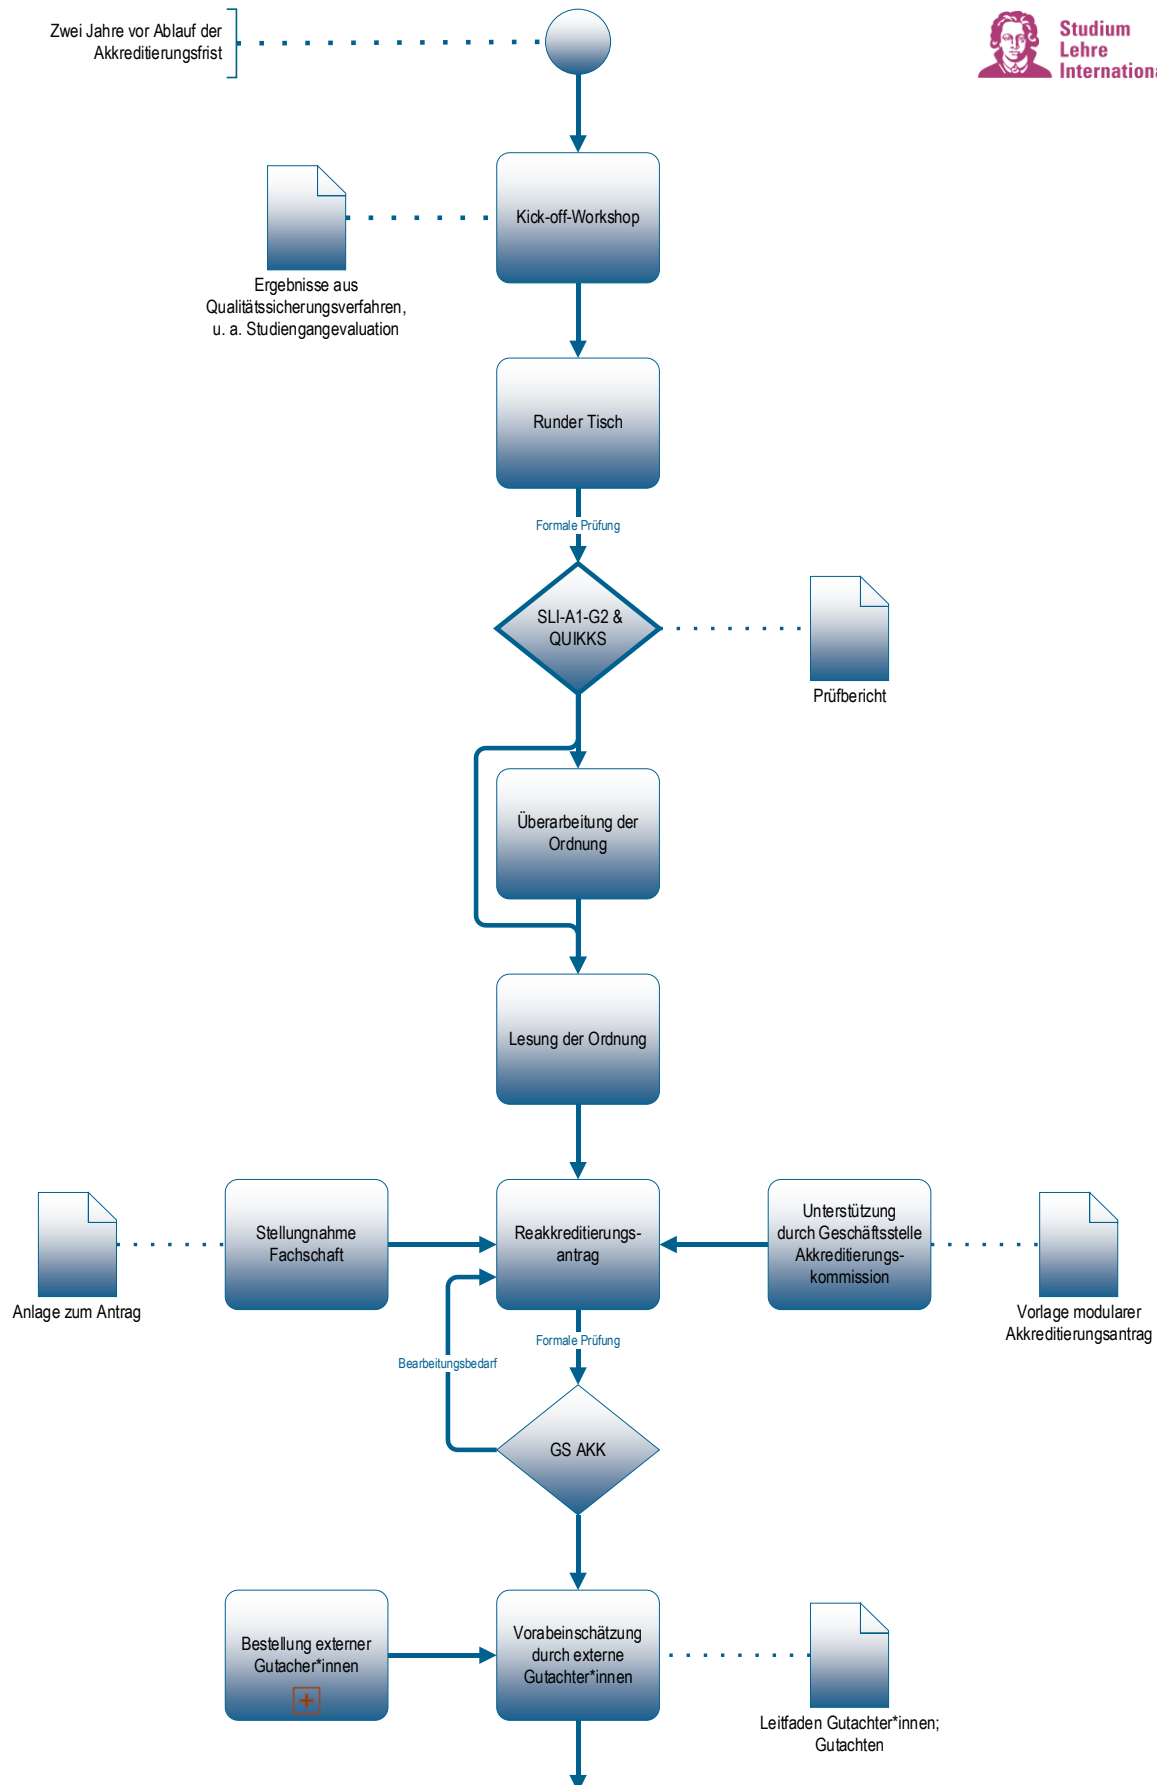 Zwei Jahre vor Ablauf der
Akkreditierungsfrist
Studium
Lehre
Internationa
Kick-off-Workshop
Ergebnisse aus
Qualitätssicherungsverfahren,
u. a. Studiengangevaluation
Runder Tisch
Formale Prüfung
SLI-A1-G2 &
QUIKKS
Prüfbericht
Überarbeitung der
Ordnung
Lesung der Ordnung
Stellungnahme
Fachschaft
Reakkreditierungs-
antrag
Unterstützung
durch Geschäftsstelle
Akkreditierungs-
kommission
Anlage zum Antrag
Vorlage modularer
Akkreditierungsantrag
Formale Prüfung
Bearbeitungsbedarf
GS AKK
Bestellung externer
Gutacher*innen
Vorabeinschätzung
durch externe
Gutachter*innen
Leitfaden Gutachter*innen;
Gutachten